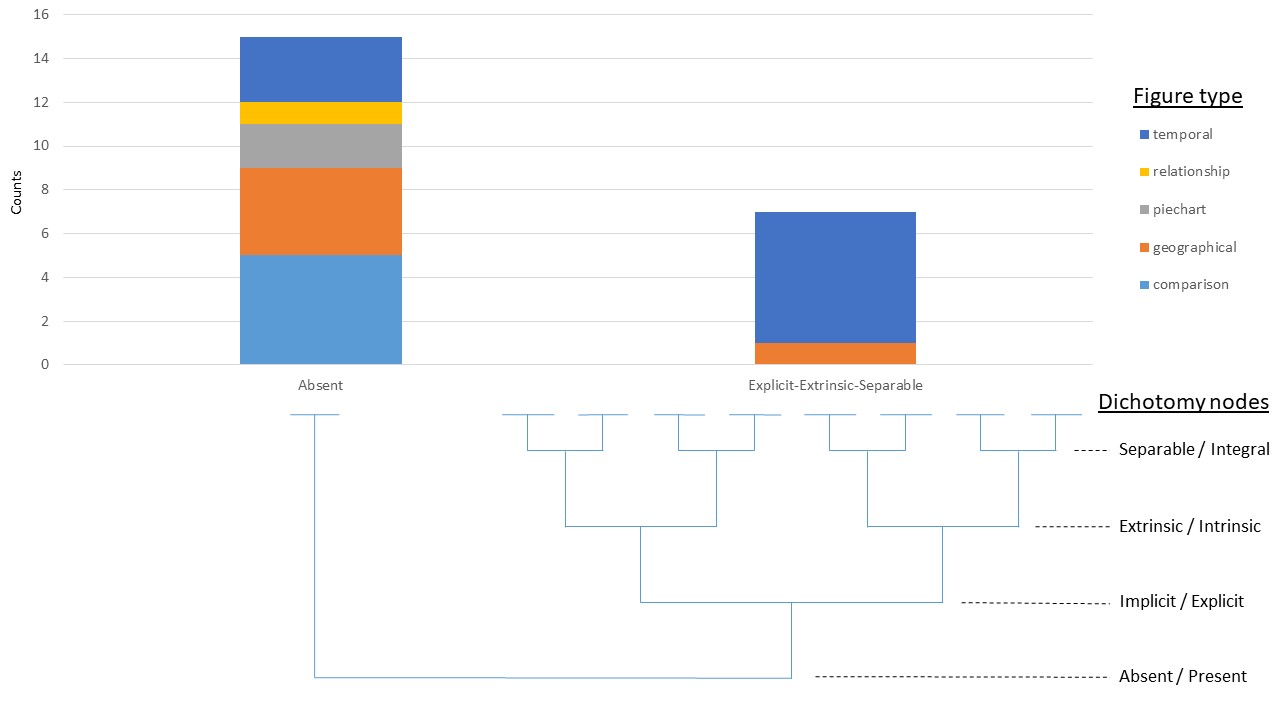 16
14
12
10
8
6
4
2
0
Counts
Absent
Explicit-Extrinsic-Separable
Figure type
temporal
relationship
piechart
geographical
comparison
Dichotomy nodes
Separable / Integral
Extrinsic / Intrinsic
Implicit / Explicit
Absent / Present